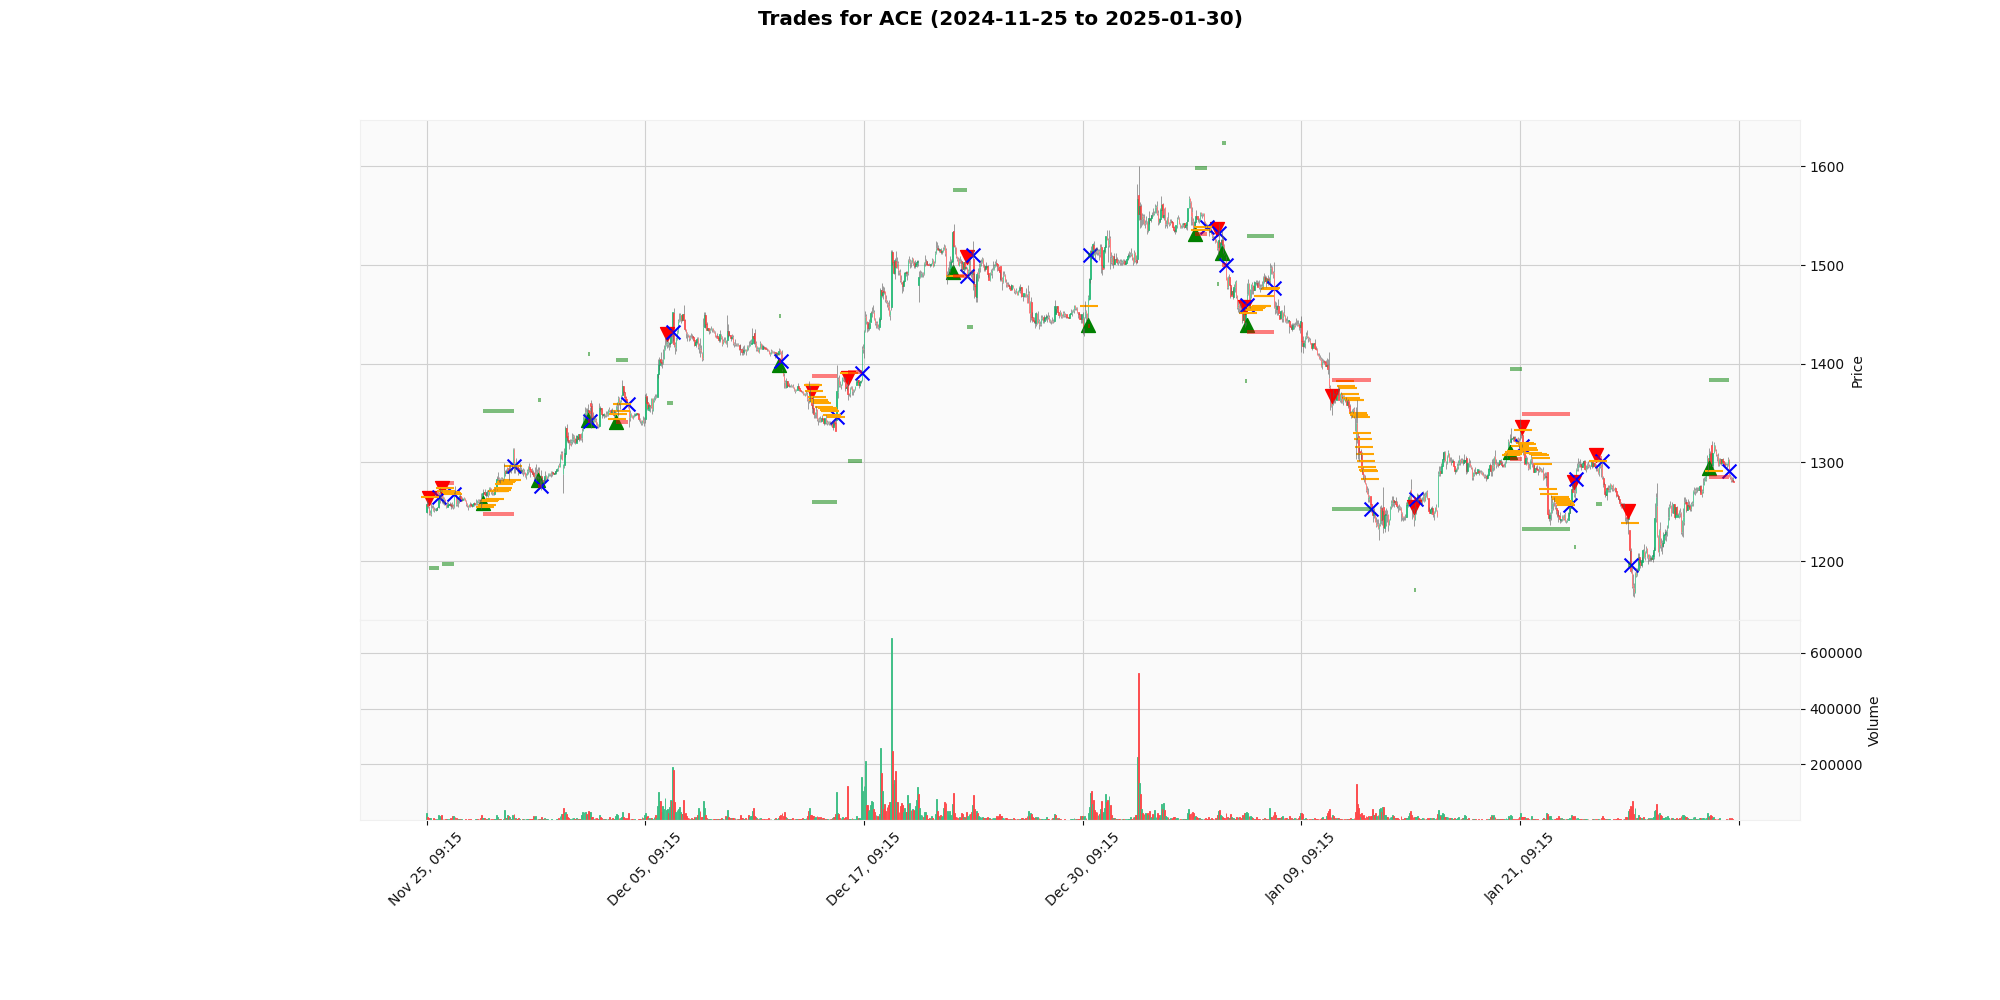 Trades for ACE (2024-11-25 to 2025-01-30)
1600
1500
1400
1300
1200
Price
600000
400000
200000
Volume
Nov 25, 09:15
Dec 05, 09:15
Dec 17, 09:15
Dec 30, 09:15
Jan 09, 09:15
Jan 21, 09:15